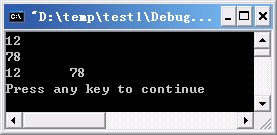 "D:\temp\test1\Debug...
12
78
12 78
Press any key to continue